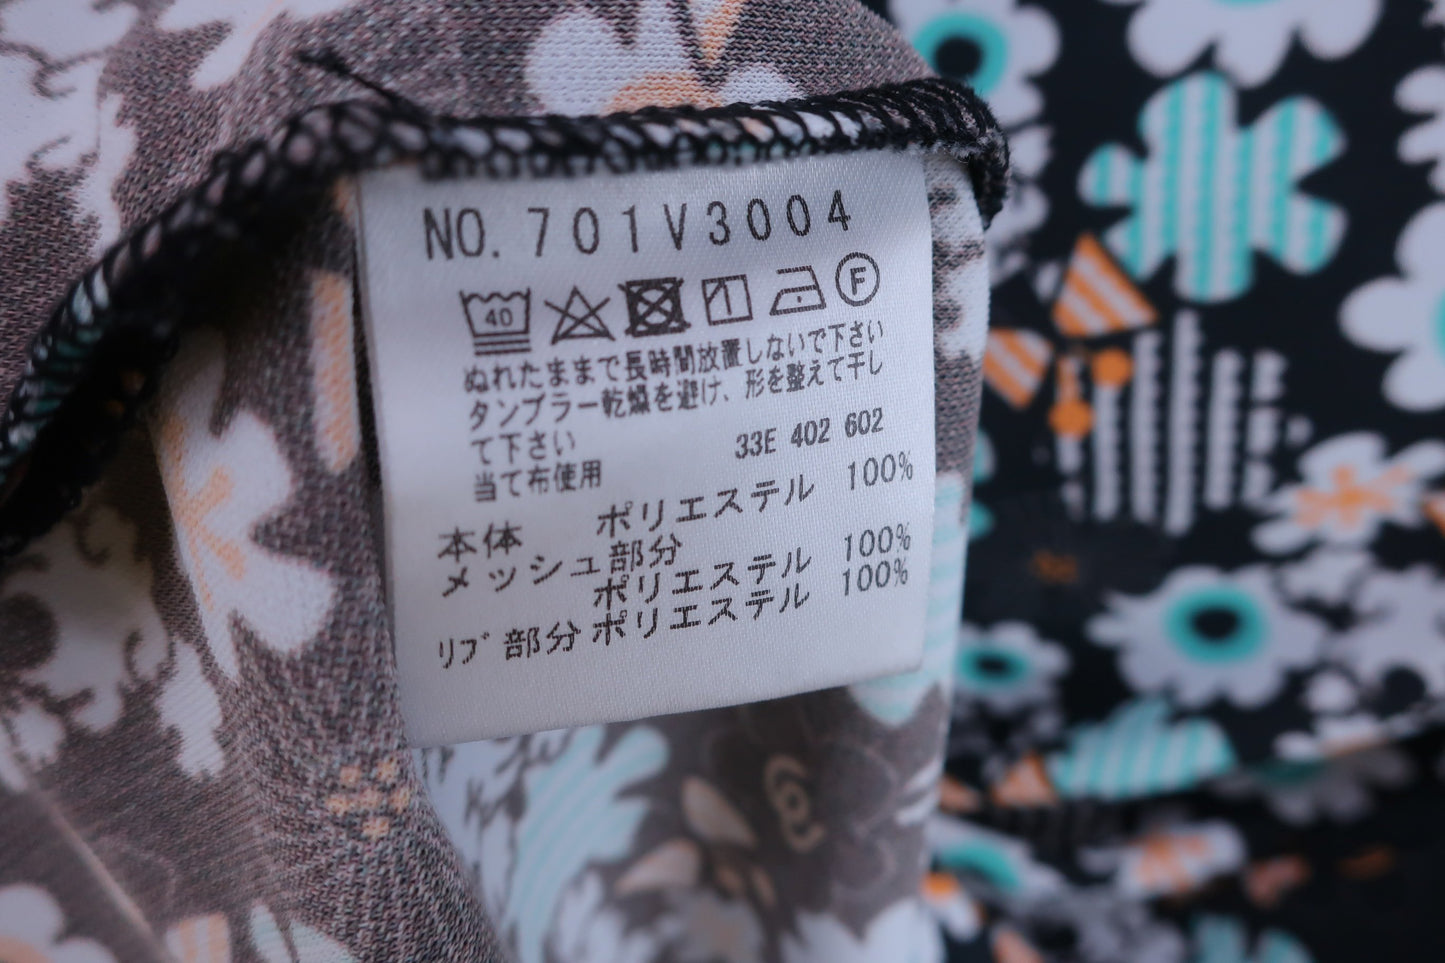 NO. 701V3004
40 F
ぬれたままで長時間放置しないで下さい
タンブラー乾燥を避け、形を整えて干し
て下さい
当て布使用 33E 402 602
本体 ポリエステル 100%
メッシュ部分
ポリエステル 100%
リブ部分ポリエステル 100%